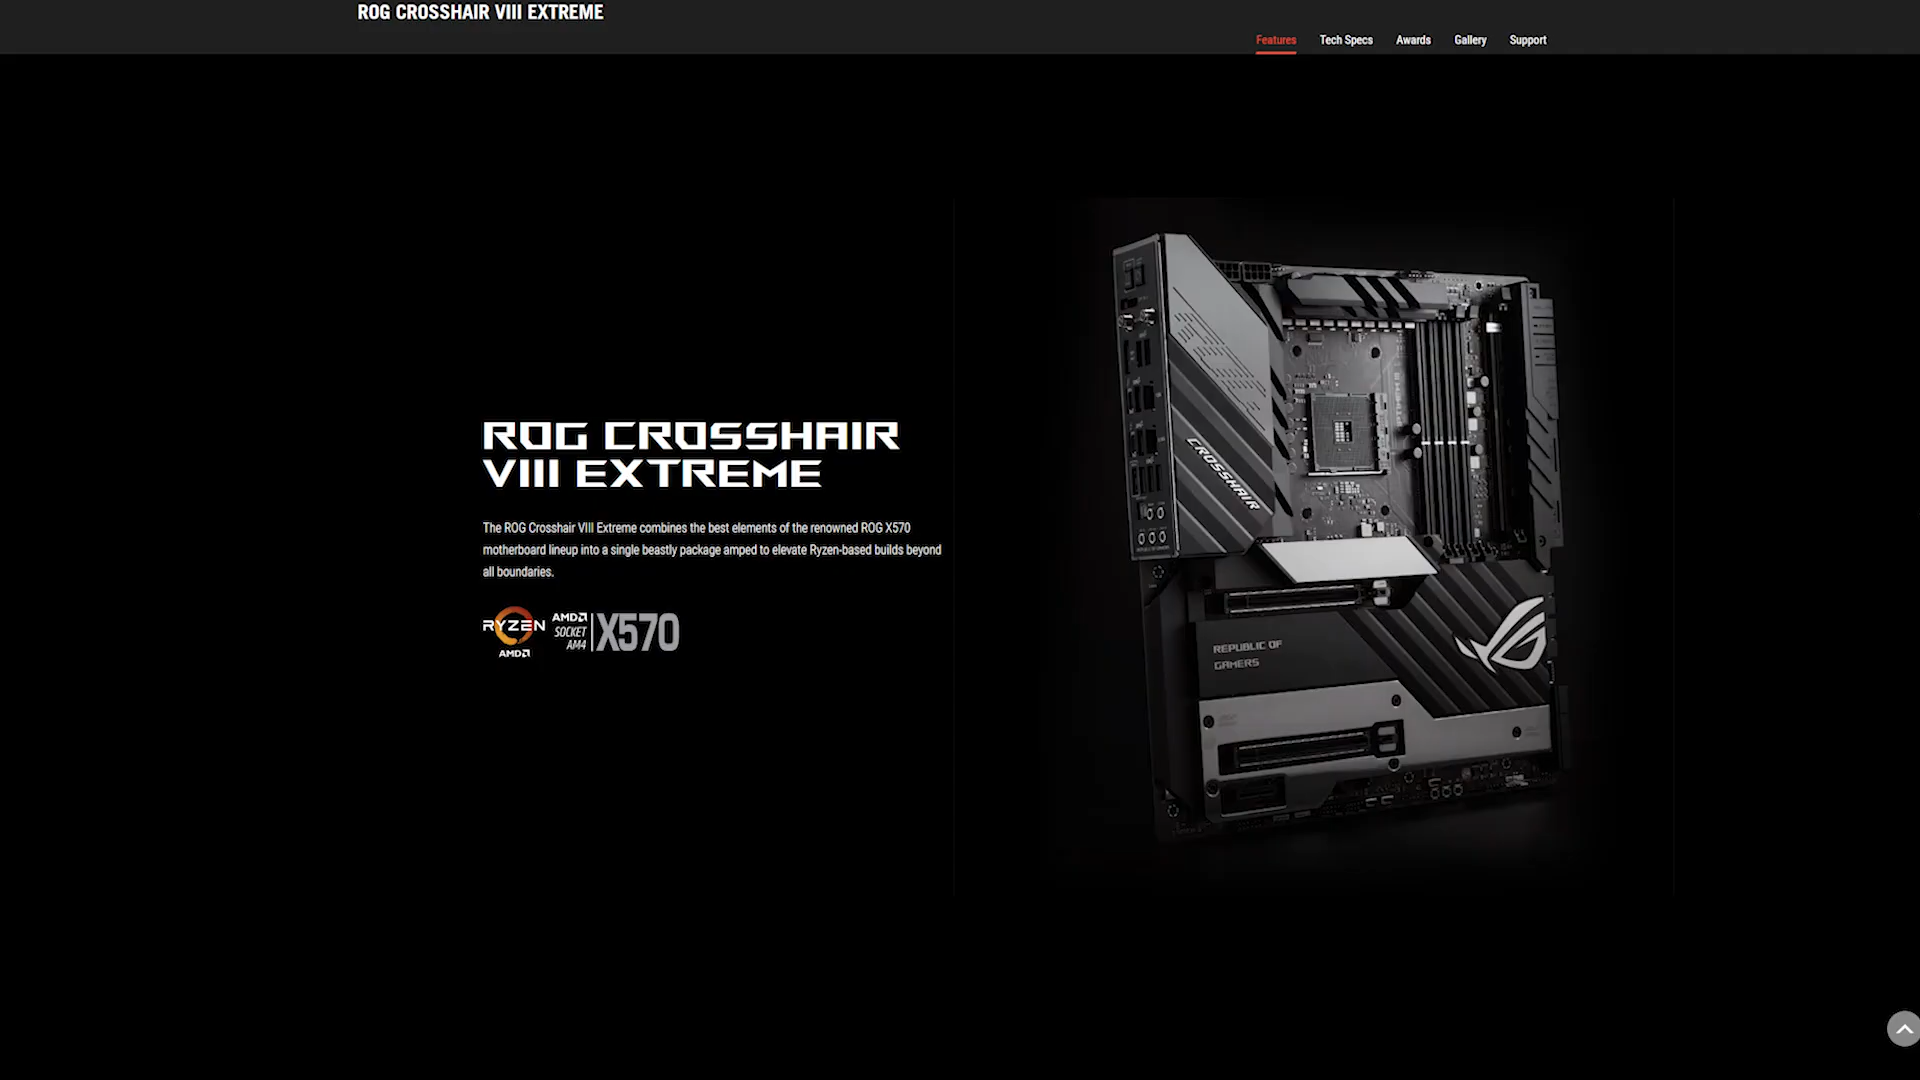 ROG CROSSHAIR VIII EXTREME
Features Tech Specs Awards Gallery Support
ROG CROSSHAIR
VIII EXTREME
The ROG Crosshair VIII Extreme combines the best elements of the renowned ROG X570
motherboard lineup into a single beastly package amped to elevate Ryzen-based builds beyond
all boundaries.
RYZEN
AMD
AMD
SOCKET
AM4
X570
CROSSHAIR
REPUBLIC OF
GAMERS